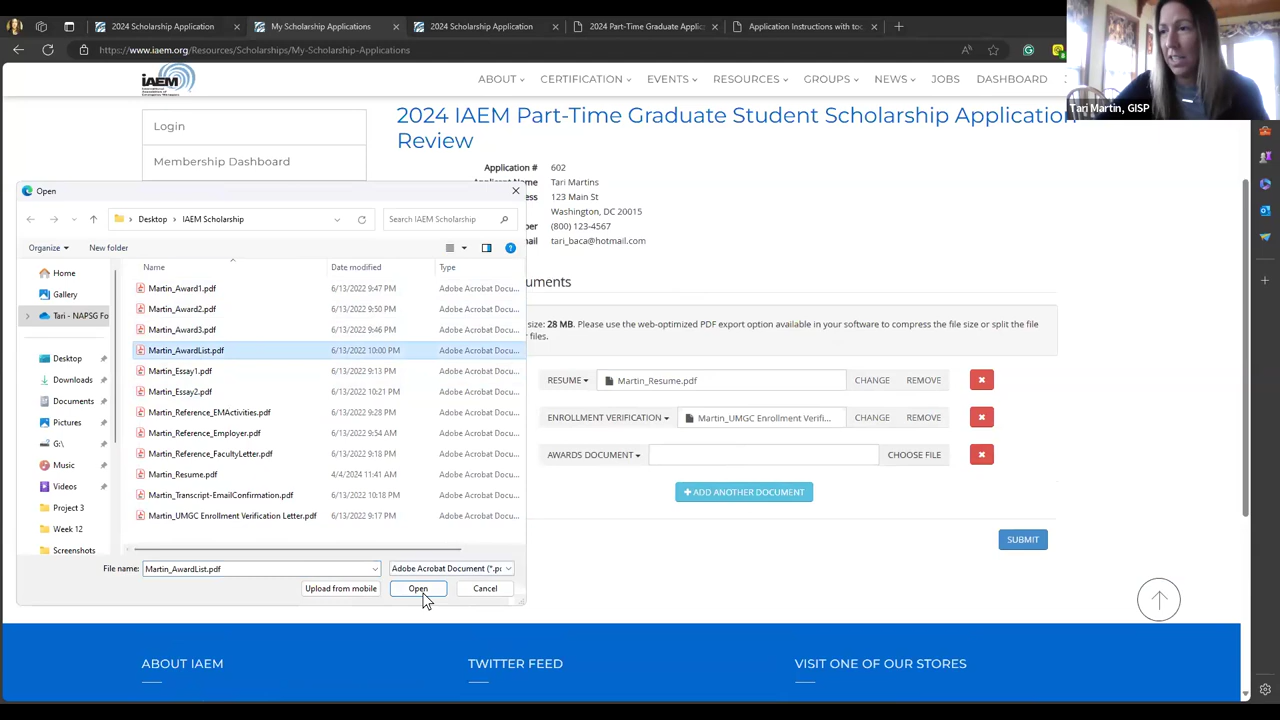 2024 IAEM Scholarship Application
My Scholarship Applications
2024 IAEM Scholarship Application
2024 Part-Time Graduate Applica
Application Instructions with toc
https://www.iaem.org/Resources/Scholarships/My-Scholarship-Applications
Tari Martin, GISP
IAEM
ABOUT
CERTIFICATION
EVENTS
RESOURCES
GROUPS
NEWS
JOBS
DASHBOARD
Login
Membership Dashboard
2024 IAEM Part-Time Graduate Student Scholarship Application
Review
Application # 602
Applicant Name Tari Martins
ess 123 Main St
Washington, DC 20015
ber (800) 123-4567
ail tari_baca@hotmail.com
uments
size: 28 MB. Please use the web-optimized PDF export option available in your software to compress the file size or split the
files.
RESUME Martin_Resume.pdf CHANGE REMOVE
ENROLLMENT VERIFICATION Martin_UMGC Enrollment Verifi... CHANGE REMOVE
AWARDS DOCUMENT CHOOSE FILE
+ ADD ANOTHER DOCUMENT
SUBMIT
Open
Desktop > IAEM Scholarship
Search IAEM Scholarship
Organize New folder
Home
Gallery
Tari - NAPSG Fo
Desktop
Downloads
Documents
Pictures
G:\
Music
Videos
Project 3
Week 12
Screenshots
Name Date modified Type
Martin_Award1.pdf 6/13/2022 9:47 PM Adobe Acrobat Docu...
Martin_Award2.pdf 6/13/2022 9:50 PM Adobe Acrobat Docu...
Martin_Award3.pdf 6/13/2022 9:46 PM Adobe Acrobat Docu...
Martin_AwardList.pdf 6/13/2022 10:00 PM Adobe Acrobat Docu...
Martin_Essay1.pdf 6/13/2022 9:13 PM Adobe Acrobat Docu...
Martin_Essay2.pdf 6/13/2022 10:21 PM Adobe Acrobat Docu...
Martin_Reference_EMActivities.pdf 6/13/2022 9:28 PM Adobe Acrobat Docu...
Martin_Reference_Employer.pdf 6/13/2022 9:54 AM Adobe Acrobat Docu...
Martin_Reference_FacultyLetter.pdf 6/13/2022 9:18 PM Adobe Acrobat Docu...
Martin_Resume.pdf 4/4/2024 11:41 AM Adobe Acrobat Docu...
Martin_Transcript-EmailConfirmation.pdf 6/13/2022 10:18 PM Adobe Acrobat Docu...
Martin_UMGC Enrollment Verification Letter.pdf 6/13/2022 9:17 PM Adobe Acrobat Docu...
File name: Martin_AwardList.pdf Adobe Acrobat Document (*.pc
Upload from mobile Open Cancel
ABOUT IAEM
TWITTER FEED
VISIT ONE OF OUR STORES